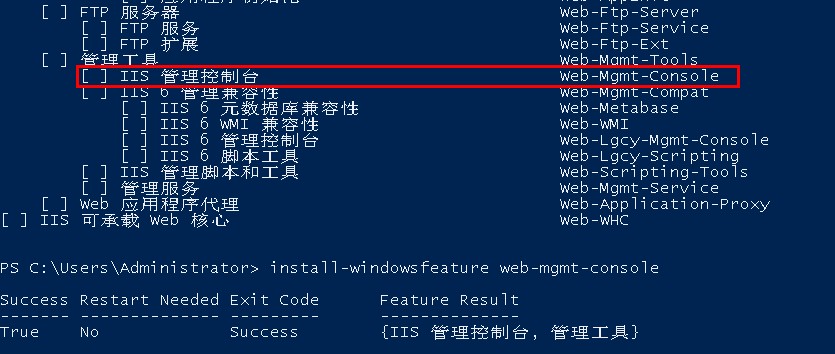 [ ] FTP 服务器 Web-Ftp-Server
[ ] FTP 服务 Web-Ftp-Service
[ ] FTP 扩展 Web-Ftp-Ext
[ ] 管理工具 Web-Mgmt-Tools
[ ] IIS 管理控制台 Web-Mgmt-Console
[ ] IIS 6 管理兼容性 Web-Mgmt-Compat
[ ] IIS 6 元数据库兼容性 Web-Metabase
[ ] IIS 6 WMI 兼容性 Web-WMI
[ ] IIS 6 管理控制台 Web-Lgcy-Mgmt-Console
[ ] IIS 6 脚本工具 Web-Lgcy-Scripting
[ ] IIS 管理脚本和工具 Web-Scripting-Tools
[ ] 管理服务 Web-Mgmt-Service
[ ] Web 应用程序代理 Web-Application-Proxy
[ ] IIS 可承载 Web 核心 Web-WHC
PS C:\Users\Administrator> install-windowsfeature web-mgmt-console
Success Restart Needed Exit Code Feature Result
------- -------------- --------- --------------
True No Success {IIS 管理控制台, 管理工具}